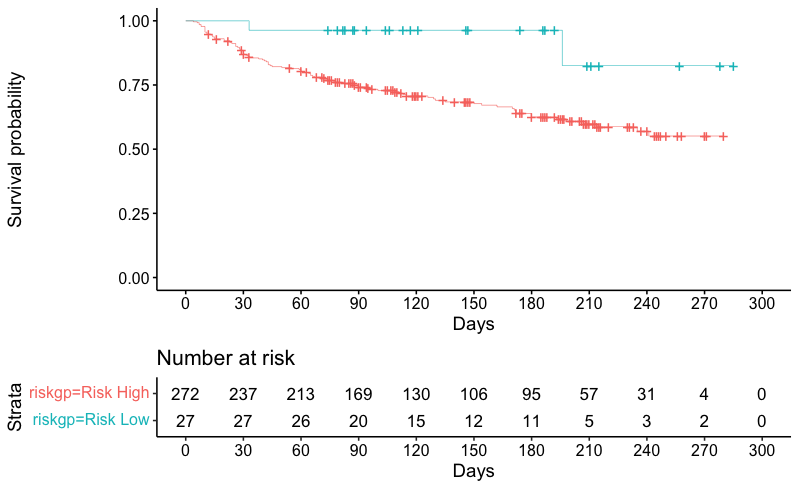 Survival probability
1.00
0.75
0.50
0.25
0.00
0 30 60 90 120 150 180 210 240 270 300
Days
Number at risk
Strata
riskgp=Risk High 272 237 213 169 130 106 95 57 31 4 0
riskgp=Risk Low 27 27 26 20 15 12 11 5 3 2 0
0 30 60 90 120 150 180 210 240 270 300
Days